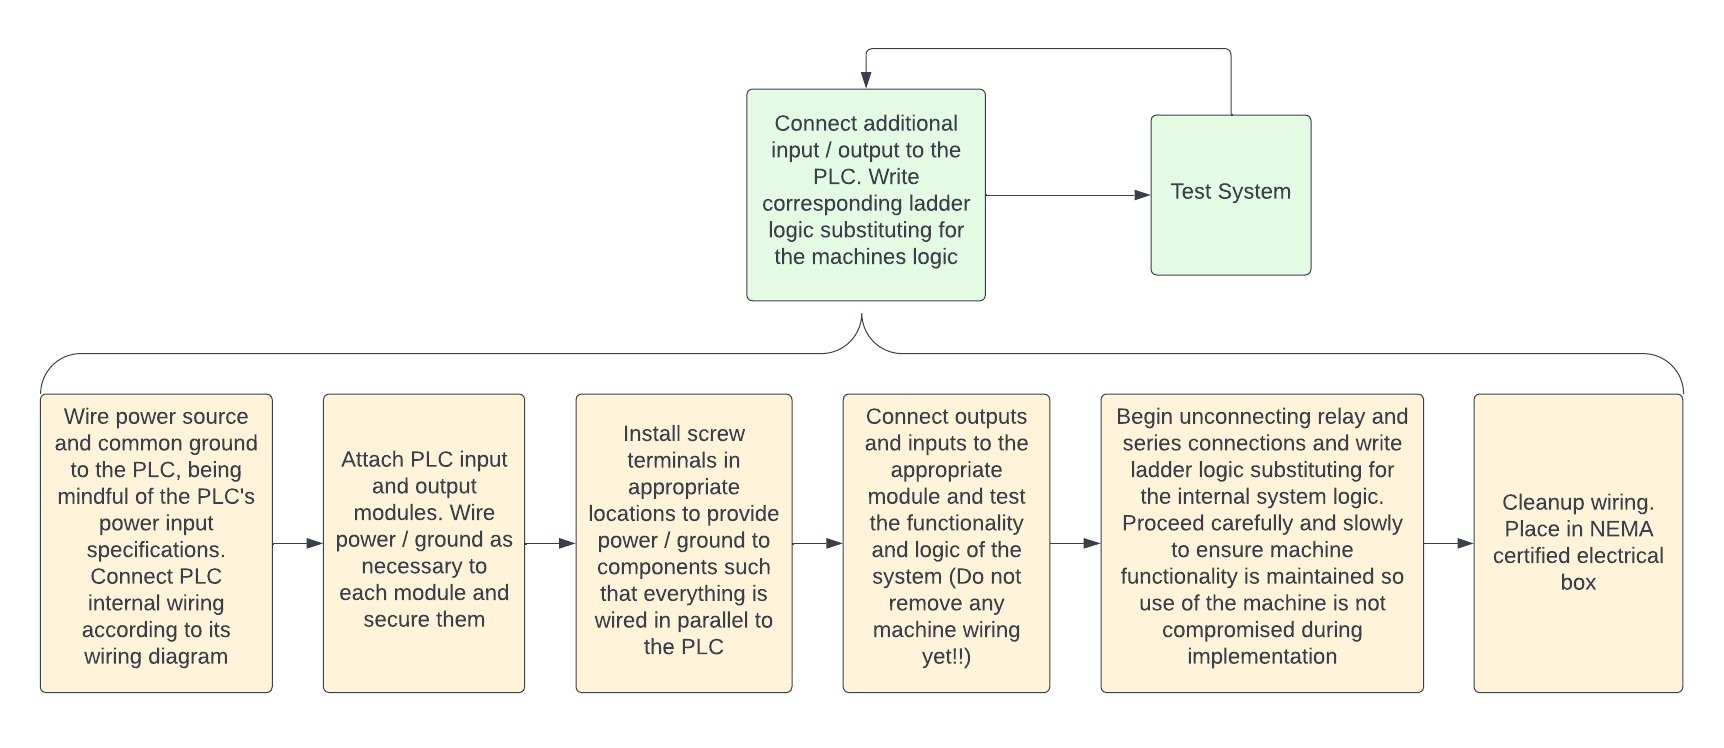 Connect additional
input / output to the
PLC. Write
corresponding ladder
logic substituting for
the machines logic
Test System
Wire power source
and common ground
to the PLC, being
mindful of the PLC's
power input
specifications.
Connect PLC
internal wiring
according to its
wiring diagram
Attach PLC input
and output
modules. Wire
power / ground as
necessary to
each module and
secure them
Install screw
terminals in
appropriate
locations to provide
power / ground to
components such
that everything is
wired in parallel to
the PLC
Connect outputs
and inputs to the
appropriate
module and test
the functionality
and logic of the
system (Do not
remove any
machine wiring
yet!!)
Begin unconnecting relay and
series connections and write
ladder logic substituting for
the internal system logic.
Proceed carefully and slowly
to ensure machine
functionality is maintained so
use of the machine is not
compromised during
implementation
Cleanup wiring.
Place in NEMA
certified electrical
box